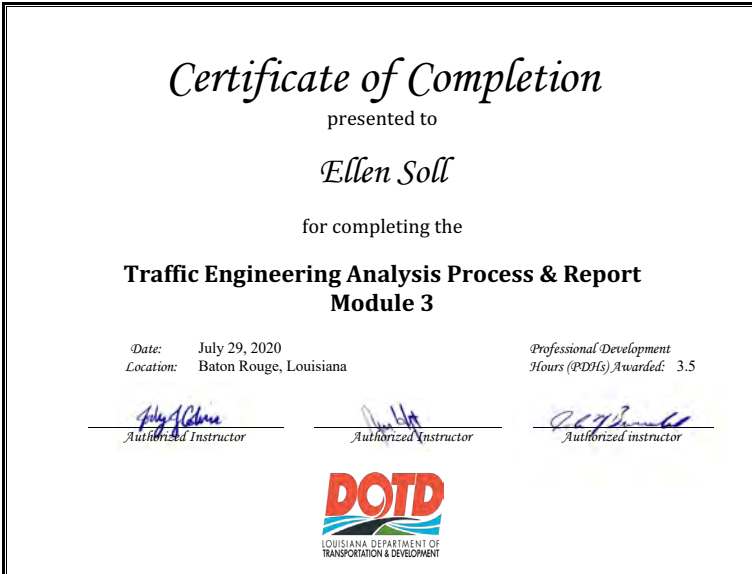 Certificate of Completion
presented to
Ellen Soll
for completing the
Traffic Engineering Analysis Process & Report
Module 3
Date: July 29, 2020
Location: Baton Rouge, Louisiana
Professional Development
Hours (PDHs) Awarded: 3.5
Authorized Instructor
Authorized Instructor
Authorized instructor
DOTD
LOUISIANA DEPARTMENT OF
TRANSPORTATION & DEVELOPMENT